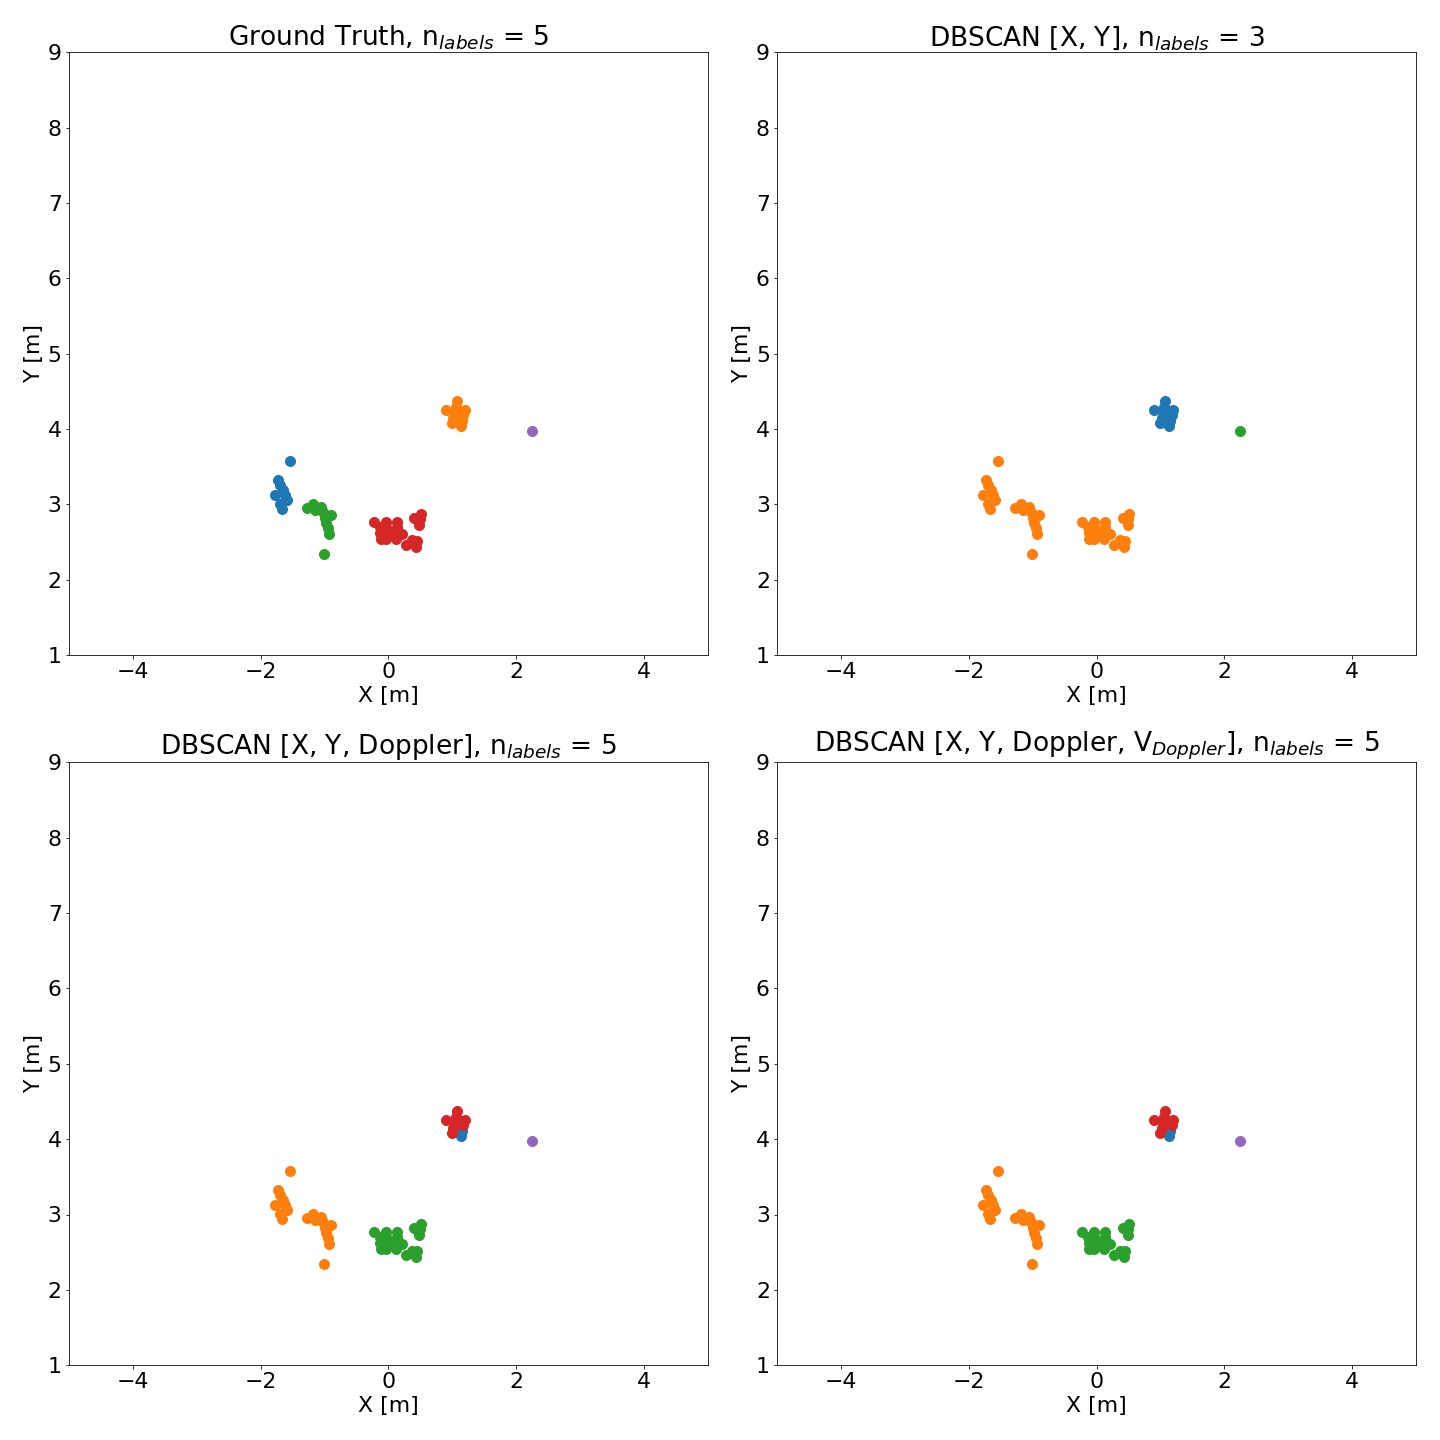 Ground Truth, n_labels = 5
9
8
7
6
5
4
3
2
1
Y [m]
−4 −2 0 2 4
X [m]
DBSCAN [X, Y], n_labels = 3
9
8
7
6
5
4
3
2
1
Y [m]
−4 −2 0 2 4
X [m]
DBSCAN [X, Y, Doppler], n_labels = 5
9
8
7
6
5
4
3
2
1
Y [m]
−4 −2 0 2 4
X [m]
DBSCAN [X, Y, Doppler, V_Doppler], n_labels = 5
9
8
7
6
5
4
3
2
1
Y [m]
−4 −2 0 2 4
X [m]